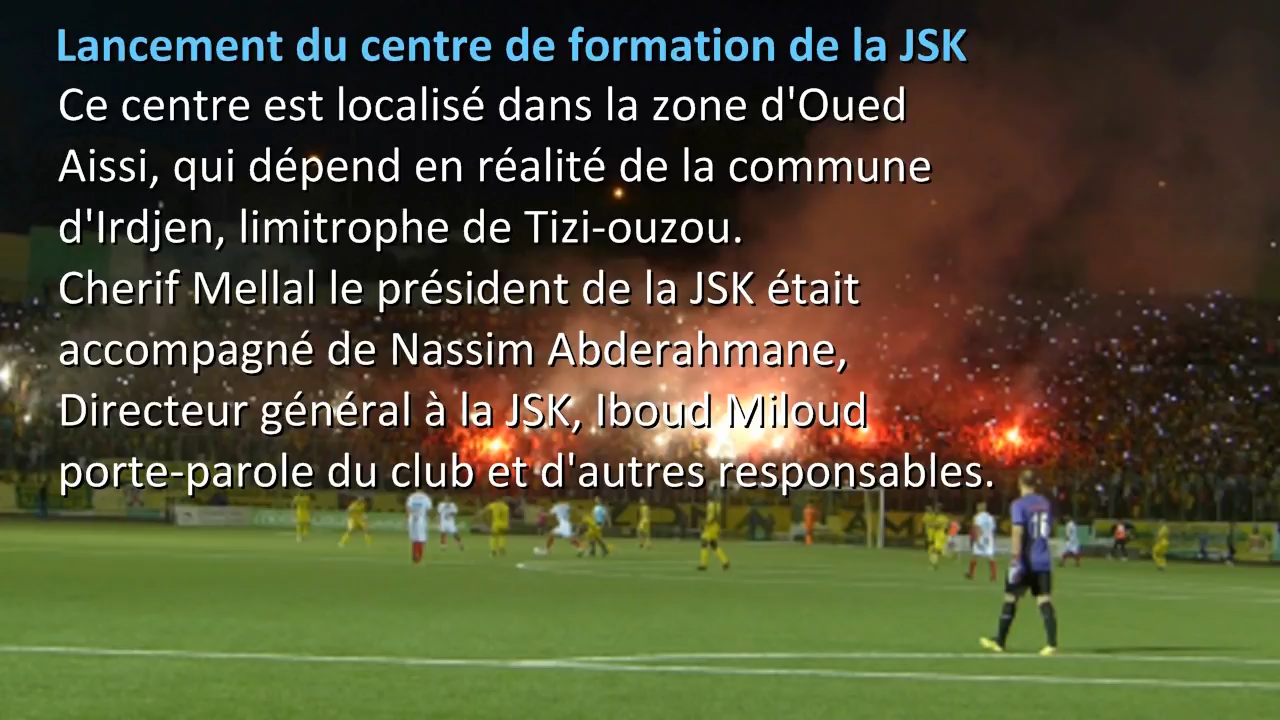 Lancement du centre de formation de la JSK
Ce centre est localisé dans la zone d'Oued
Aissi, qui dépend en réalité de la commune
d'Irdjen, limitrophe de Tizi-ouzou.
Cherif Mellal le président de la JSK était
accompagné de Nassim Abderahmane,
Directeur général à la JSK, Iboud Miloud
porte-parole du club et d'autres responsables.
16